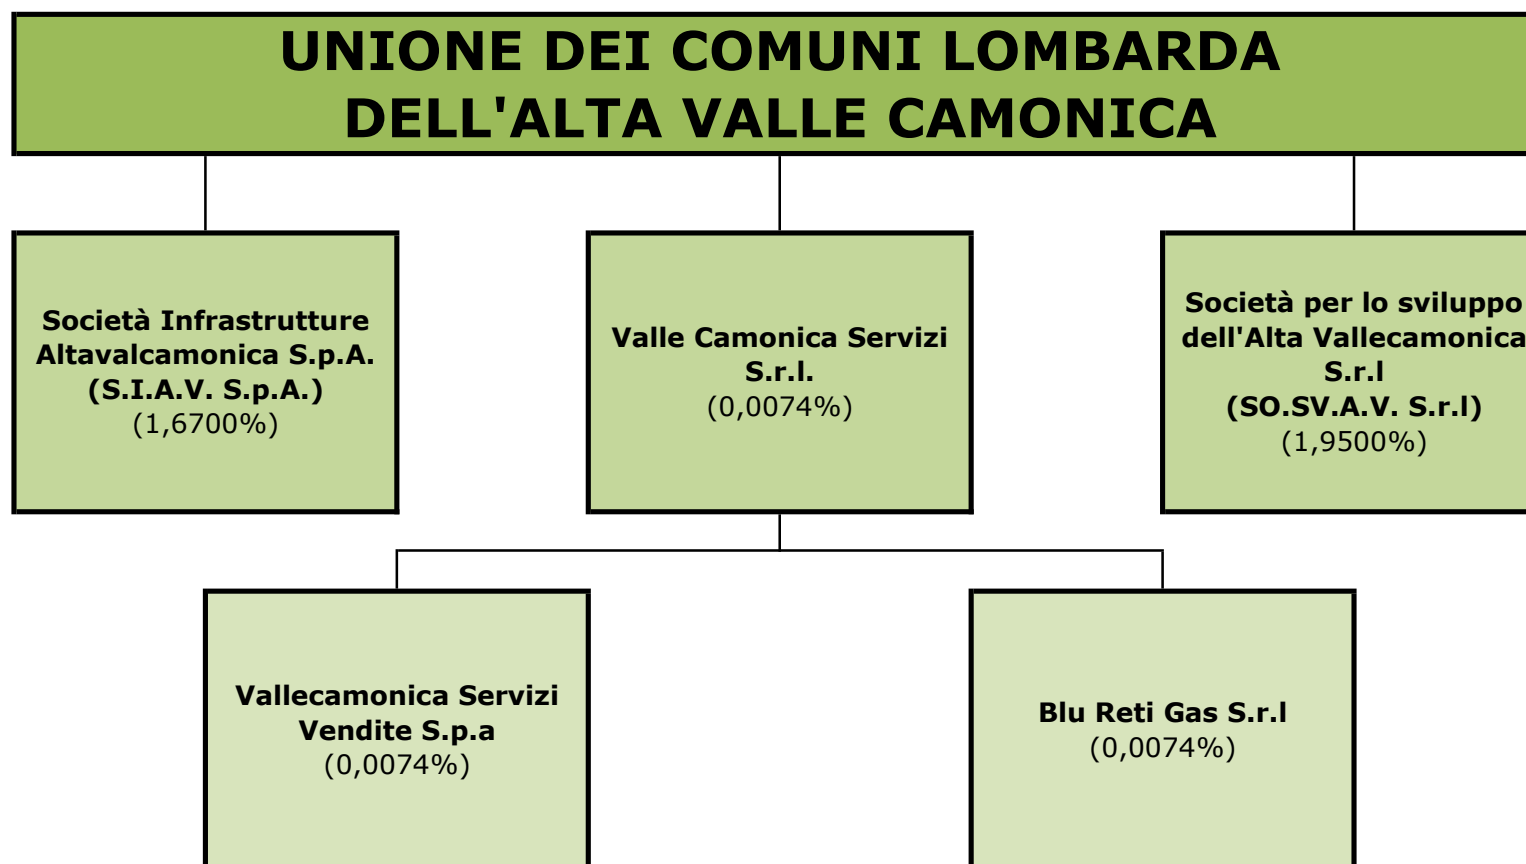 UNIONE DEI COMUNI LOMBARDA
DELL'ALTA VALLE CAMONICA
Società Infrastrutture
Altavalcamonica S.p.A.
(S.I.A.V. S.p.A.)
(1,6700%)
Valle Camonica Servizi
S.r.l.
(0,0074%)
Società per lo sviluppo
dell'Alta Vallecamonica
S.r.l
(SO.SV.A.V. S.r.l)
(1,9500%)
Vallecamonica Servizi
Vendite S.p.a
(0,0074%)
Blu Reti Gas S.r.l
(0,0074%)